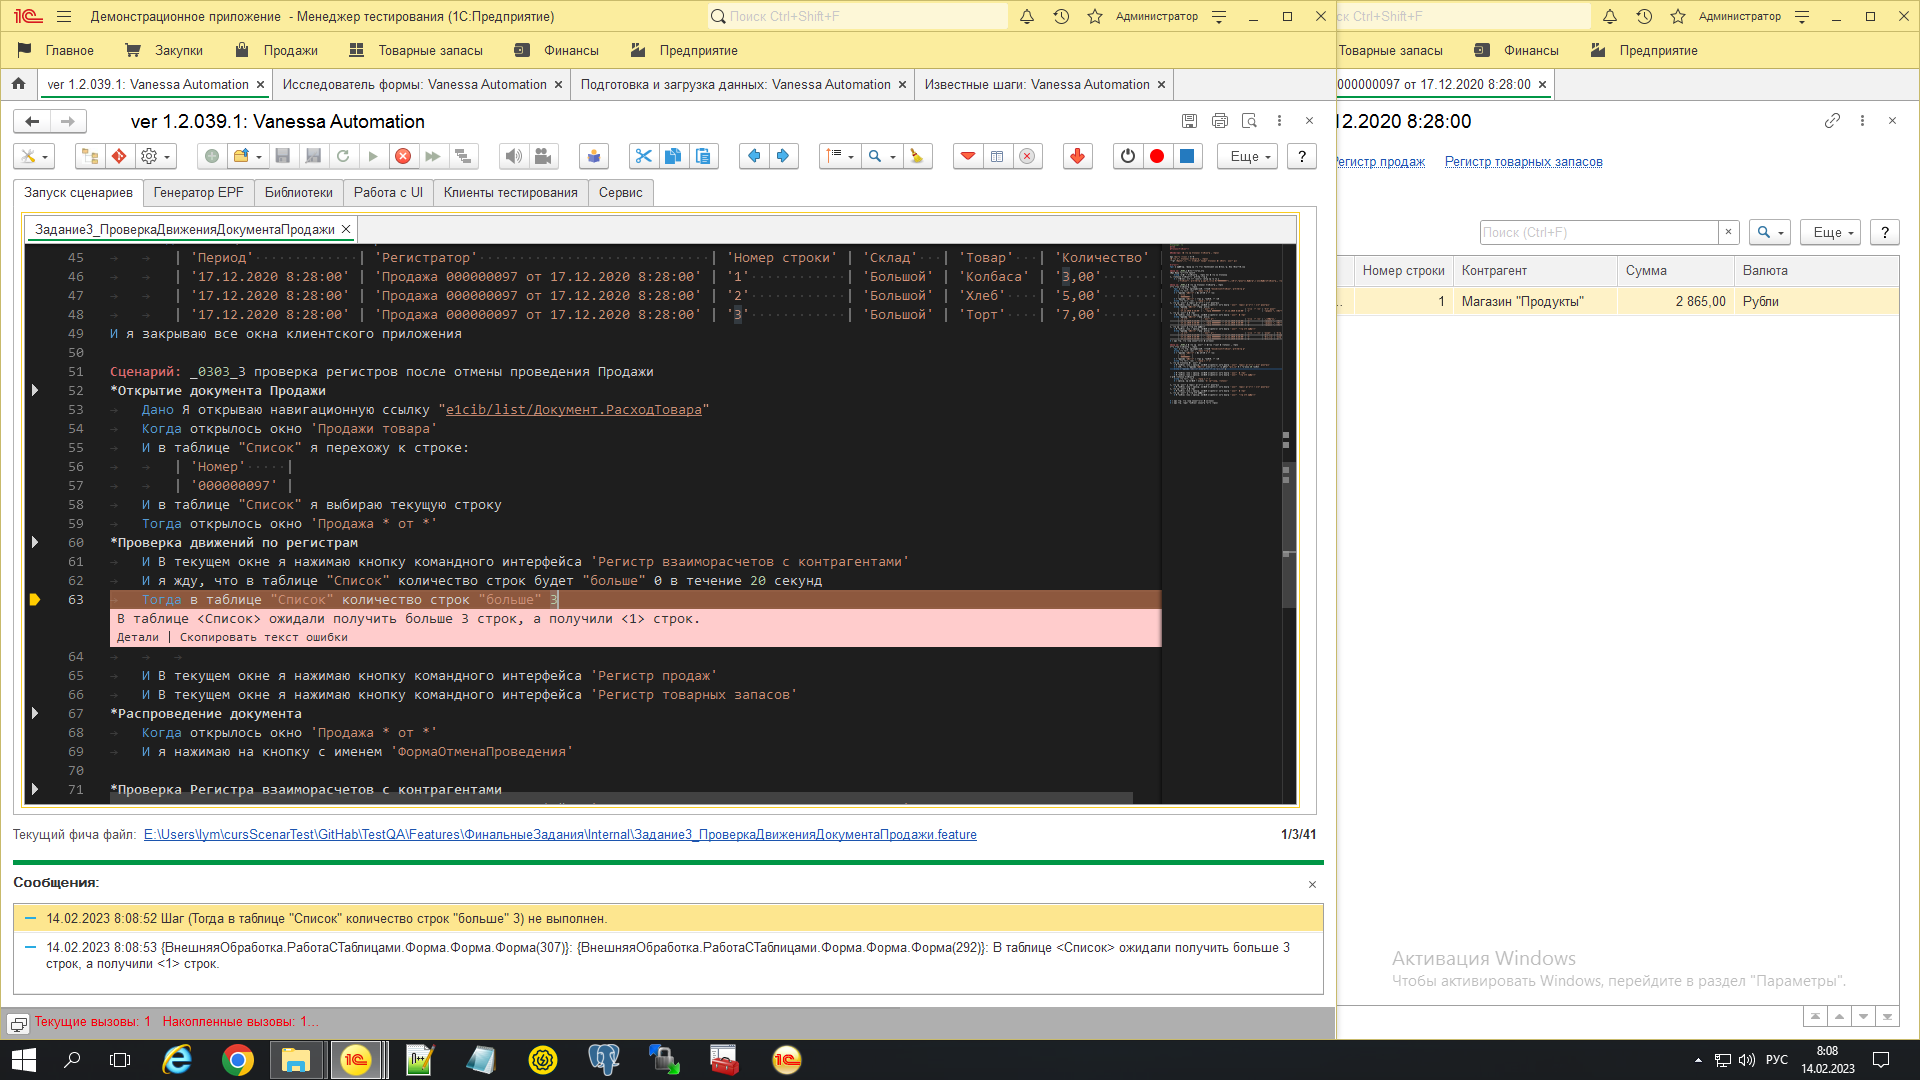 Демонстрационное приложение - Менеджер тестирования (1С:Предприятие)
Поиск Ctrl+Shift+F
Администратор
ск Ctrl+Shift+F
Администратор
Главное
Закупки
Продажи
Товарные запасы
Финансы
Предприятие
Товарные запасы
Финансы
Предприятие
ver 1.2.039.1: Vanessa Automation ×
Исследователь формы: Vanessa Automation ×
Подготовка и загрузка данных: Vanessa Automation ×
Известные шаги: Vanessa Automation ×
000000097 от 17.12.2020 8:28:00 ×
ver 1.2.039.1: Vanessa Automation
12.2020 8:28:00
Еще
?
Регистр продаж
Регистр товарных запасов
Запуск сценариев
Генератор EPF
Библиотеки
Работа с UI
Клиенты тестирования
Сервис
Задание3_ПроверкаДвиженияДокументаПродажи ×
Поиск (Ctrl+F)
×
Еще
?
Номер строки
Контрагент
Сумма
Валюта
...
1
Магазин "Продукты"
2 865,00
Рубли
45 | 'Период' | 'Регистратор' | 'Номер строки' | 'Склад' | 'Товар' | 'Количество'
46 | '17.12.2020 8:28:00' | 'Продажа 000000097 от 17.12.2020 8:28:00' | '1' | 'Большой' | 'Колбаса' | '3,00'
47 | '17.12.2020 8:28:00' | 'Продажа 000000097 от 17.12.2020 8:28:00' | '2' | 'Большой' | 'Хлеб' | '5,00'
48 | '17.12.2020 8:28:00' | 'Продажа 000000097 от 17.12.2020 8:28:00' | '3' | 'Большой' | 'Торт' | '7,00'
49 И я закрываю все окна клиентского приложения
50
51 Сценарий: _0303_3 проверка регистров после отмены проведения Продажи
52 *Открытие документа Продажи
53 Дано Я открываю навигационную ссылку "e1cib/list/Документ.РасходТовара"
54 Когда открылось окно 'Продажи товара'
55 И в таблице "Список" я перехожу к строке:
56 | 'Номер' |
57 | '000000097' |
58 И в таблице "Список" я выбираю текущую строку
59 Тогда открылось окно 'Продажа * от *'
60 *Проверка движений по регистрам
61 И В текущем окне я нажимаю кнопку командного интерфейса 'Регистр взаиморасчетов с контрагентами'
62 И я жду, что в таблице "Список" количество строк будет "больше" 0 в течение 20 секунд
63 Тогда в таблице "Список" количество строк "больше" 3
В таблице <Список> ожидали получить больше 3 строк, а получили <1> строк.
Детали | Скопировать текст ошибки
64
65 И В текущем окне я нажимаю кнопку командного интерфейса 'Регистр продаж'
66 И В текущем окне я нажимаю кнопку командного интерфейса 'Регистр товарных запасов'
67 *Распроведение документа
68 Когда открылось окно 'Продажа * от *'
69 И я нажимаю на кнопку с именем 'ФормаОтменаПроведения'
70
71 *Проверка Регистра взаиморасчетов с контрагентами
Текущий фича файл: E:\Users\lym\cursScenarTest\GitHab\TestQA\Features\ФинальныеЗадания\Internal\Задание3_ПроверкаДвиженияДокументаПродажи.feature
1/3/41
Сообщения:
14.02.2023 8:08:52 Шаг (Тогда в таблице "Список" количество строк "больше" 3) не выполнен.
14.02.2023 8:08:53 {ВнешняяОбработка.РаботаСТаблицами.Форма.Форма.Форма(307)}: {ВнешняяОбработка.РаботаСТаблицами.Форма.Форма.Форма(292)}: В таблице <Список> ожидали получить больше 3
строк, а получили <1> строк.
Активация Windows
Чтобы активировать Windows, перейдите в раздел "Параметры".
Текущие вызовы: 1 Накопленные вызовы: 1...
РУС
8:08
14.02.2023